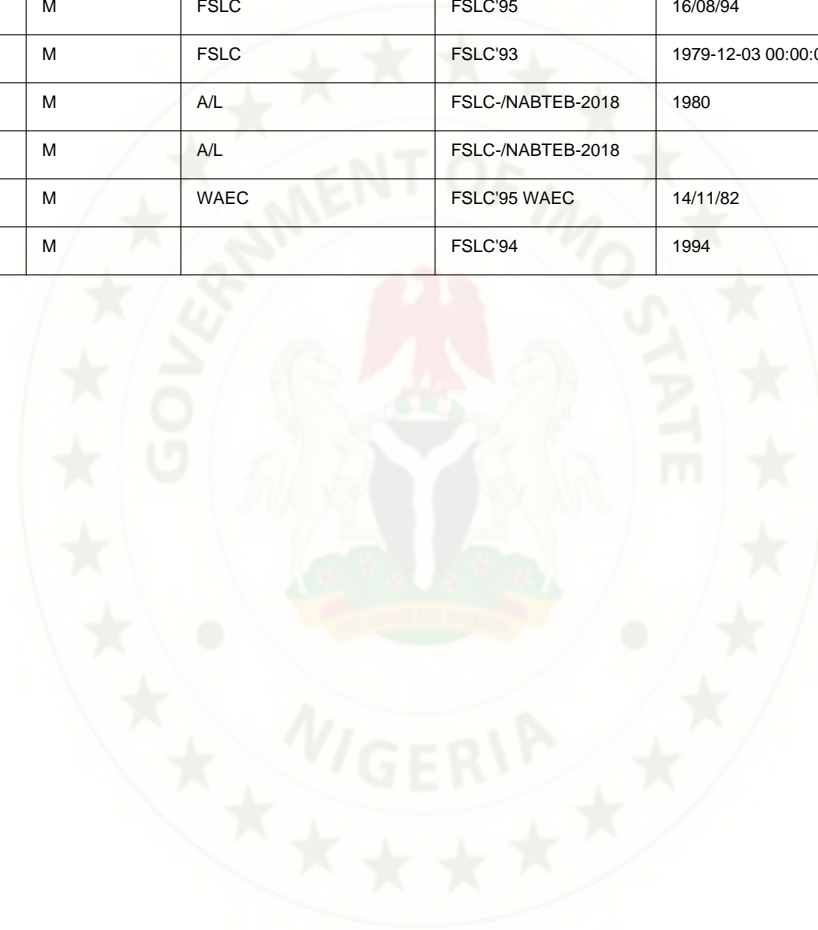 M FSLC FSLC'95 16/08/94
M FSLC FSLC'93 1979-12-03 00:00:0
M A/L FSLC-/NABTEB-2018 1980
M A/L FSLC-/NABTEB-2018
M WAEC FSLC'95 WAEC 14/11/82
M FSLC'94 1994
GOVERNMENT OF IMO STATE
NIGERIA